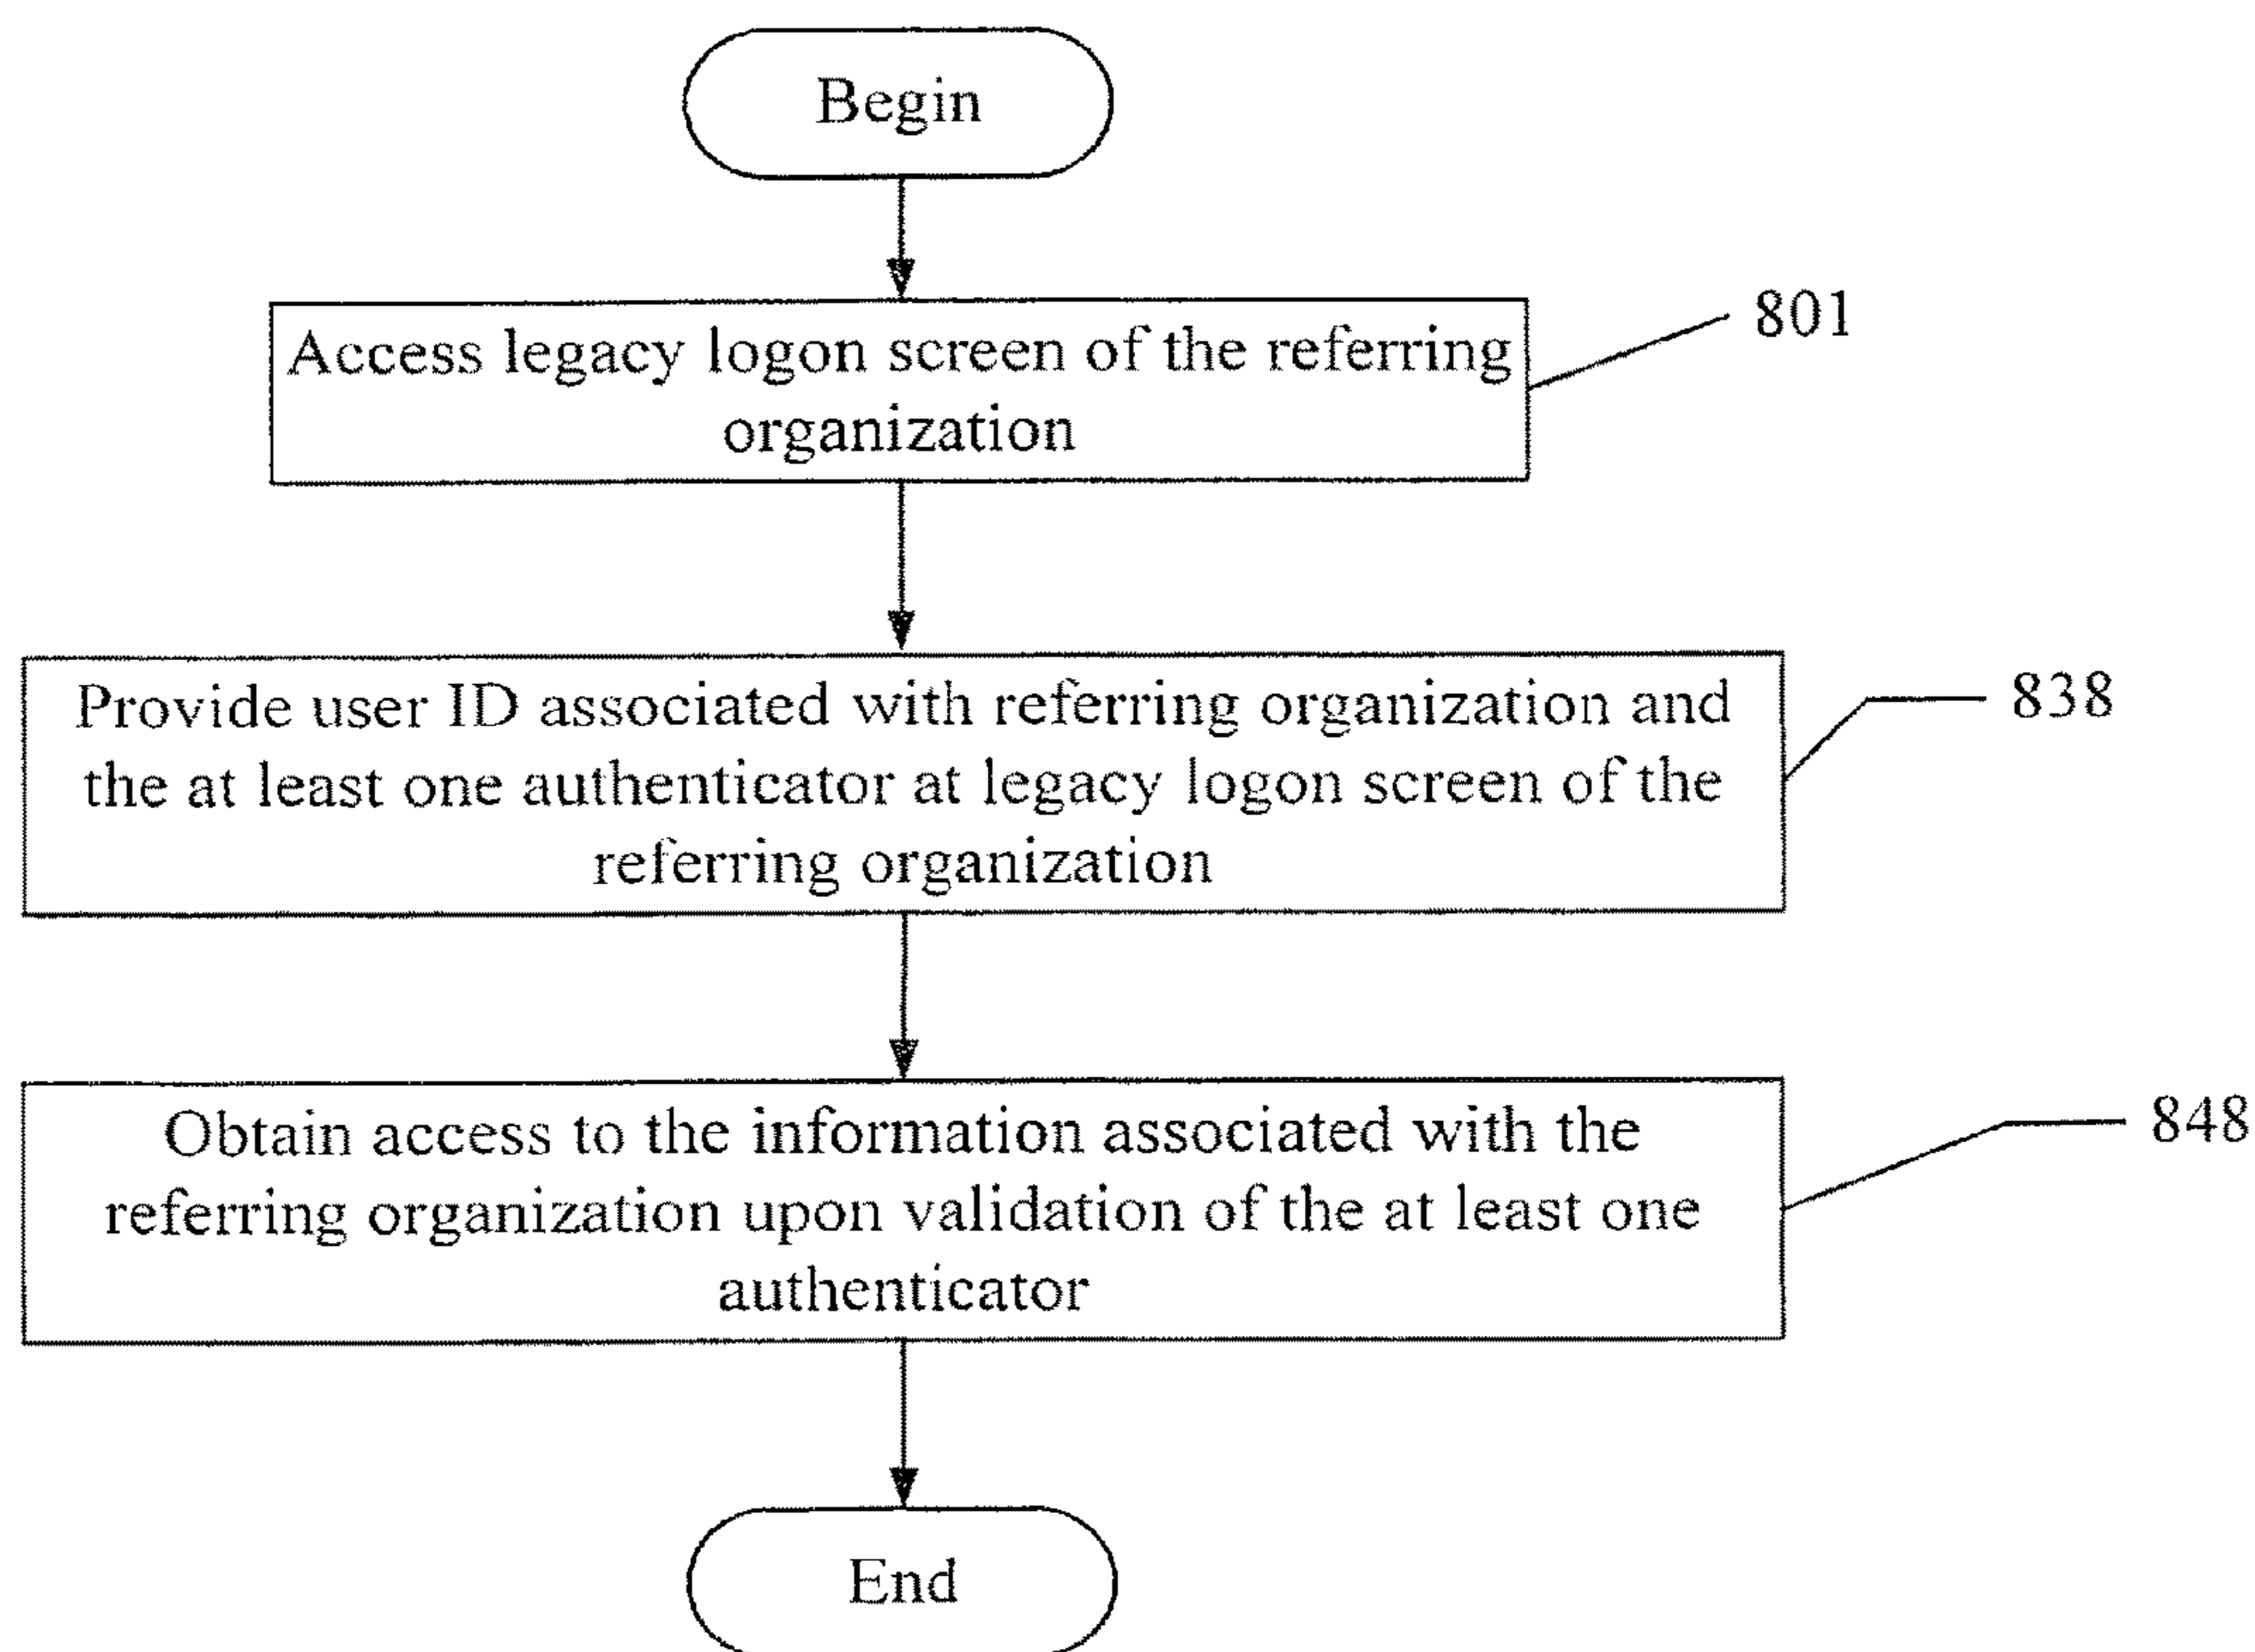 Begin
Access legacy logon screen of the referring
organization
801
Provide user ID associated with referring organization and
the at least one authenticator at legacy logon screen of the
referring organization
838
Obtain access to the information associated with the
referring organization upon validation of the at least one
authenticator
848
End